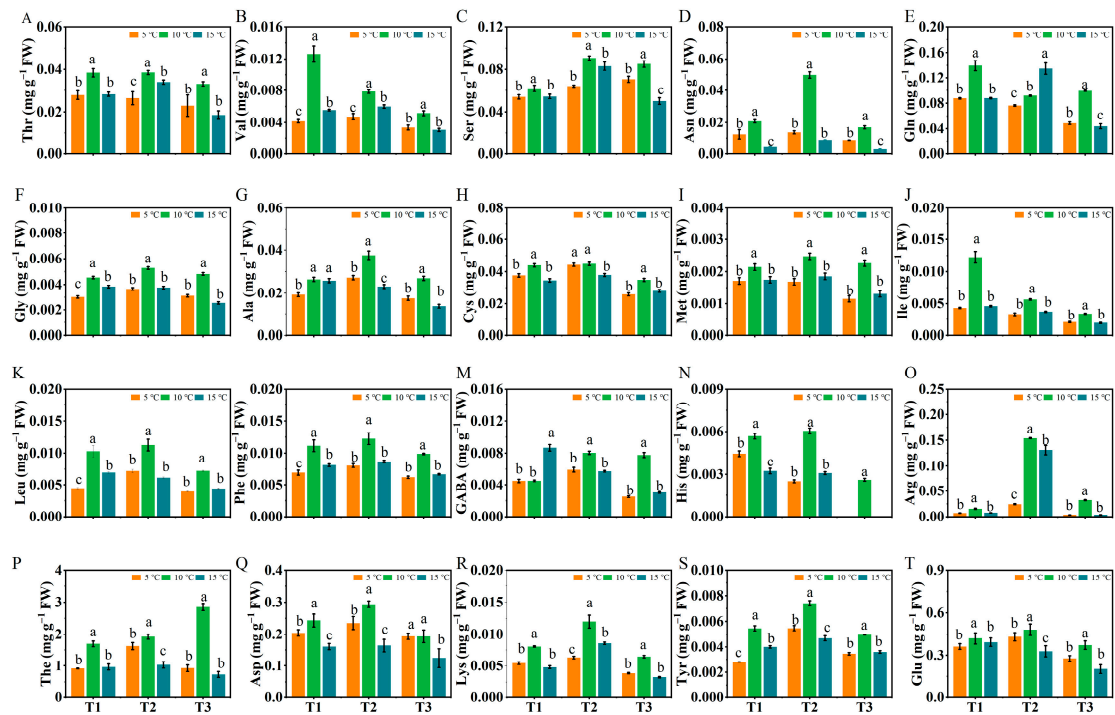 A
Thr (mg g⁻¹ FW)
0.06
0.04
0.02
0.00
5 ℃ 10 ℃ 15 ℃
b a b c a b b a b
B
Val (mg g⁻¹ FW)
0.016
0.012
0.008
0.004
0.000
5 ℃ 10 ℃ 15 ℃
c a b c a b b a b
C
Ser (mg g⁻¹ FW)
0.12
0.08
0.04
0.00
5 ℃ 10 ℃ 15 ℃
b a b c a b b a c
D
Asn (mg g⁻¹ FW)
0.08
0.06
0.04
0.02
0.00
5 ℃ 10 ℃ 15 ℃
b a c b a c b a c
E
Gln (mg g⁻¹ FW)
0.20
0.16
0.12
0.08
0.04
0.00
5 ℃ 10 ℃ 15 ℃
b a b c b a b a c
F
Gly (mg g⁻¹ FW)
0.010
0.008
0.006
0.004
0.002
0.000
5 ℃ 10 ℃ 15 ℃
c a b b a b b a c
G
Ala (mg g⁻¹ FW)
0.06
0.04
0.02
0.00
5 ℃ 10 ℃ 15 ℃
b a a b a c b a b
H
Cys (mg g⁻¹ FW)
0.08
0.06
0.04
0.02
0.00
5 ℃ 10 ℃ 15 ℃
b a c a a b b a b
I
Met (mg g⁻¹ FW)
0.004
0.003
0.002
0.001
0.000
5 ℃ 10 ℃ 15 ℃
b a b b a b b a b
J
Ile (mg g⁻¹ FW)
0.020
0.015
0.010
0.005
0.000
5 ℃ 10 ℃ 15 ℃
b a b b a b b a b
K
Leu (mg g⁻¹ FW)
0.020
0.015
0.010
0.005
0.000
5 ℃ 10 ℃ 15 ℃
c a b b a b b a b
Phe (mg g⁻¹ FW)
0.020
0.015
0.010
0.005
0.000
5 ℃ 10 ℃ 15 ℃
c a b b a b b a b
M
GABA (mg g⁻¹ FW)
0.016
0.012
0.008
0.004
0.000
5 ℃ 10 ℃ 15 ℃
b b a b a b b a b
N
His (mg g⁻¹ FW)
0.009
0.006
0.003
0.000
5 ℃ 10 ℃ 15 ℃
b a c b a b a
O
Arg (mg g⁻¹ FW)
0.25
0.20
0.15
0.10
0.05
0.00
5 ℃ 10 ℃ 15 ℃
b a b c a b b a b
P
The (mg g⁻¹ FW)
4
3
2
1
0
5 ℃ 10 ℃ 15 ℃
b a b b a c b a b
T1 T2 T3
Q
Asp (mg g⁻¹ FW)
0.4
0.3
0.2
0.1
0.0
5 ℃ 10 ℃ 15 ℃
b a c b a c a a b
T1 T2 T3
R
Lys (mg g⁻¹ FW)
0.020
0.015
0.010
0.005
0.000
5 ℃ 10 ℃ 15 ℃
b a b c a b b a b
T1 T2 T3
S
Tyr (mg g⁻¹ FW)
0.010
0.008
0.006
0.004
0.002
0.000
5 ℃ 10 ℃ 15 ℃
c a b b a b b a b
T1 T2 T3
T
Glu (mg g⁻¹ FW)
0.9
0.6
0.3
0.0
5 ℃ 10 ℃ 15 ℃
b a b b a c b a c
T1 T2 T3